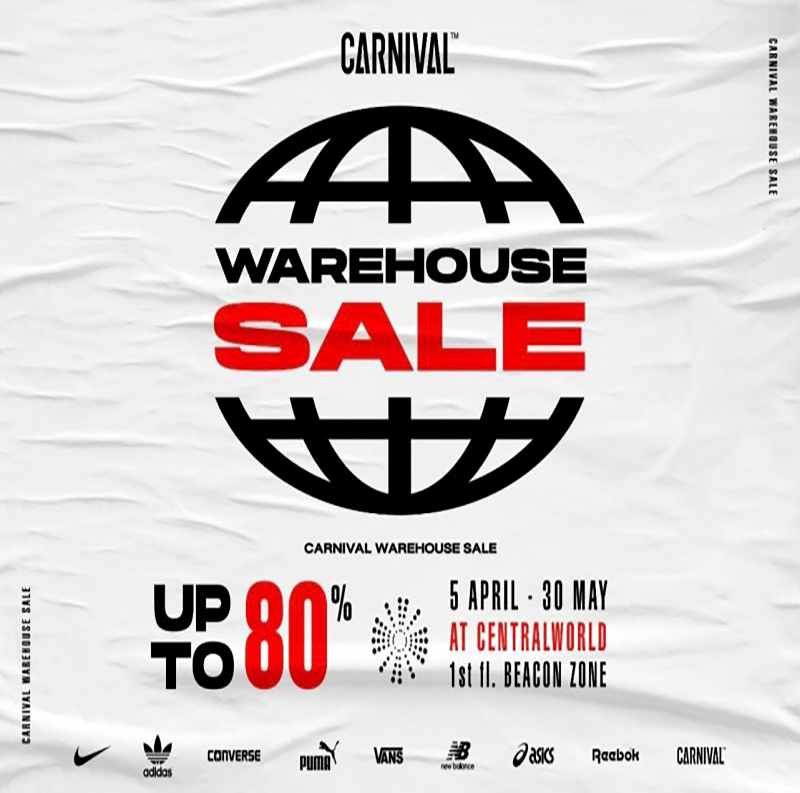 CARNIVAL™
CARNIVAL WAREHOUSE SALE
WAREHOUSE
SALE
CARNIVAL WAREHOUSE SALE
UP TO 80%
5 APRIL - 30 MAY
AT CENTRALWORLD
1st fl. BEACON ZONE
CARNIVAL WAREHOUSE SALE
adidas
CONVERSE
PUMA
VANS
NB
new balance
asics
Reebok
CARNIVAL™